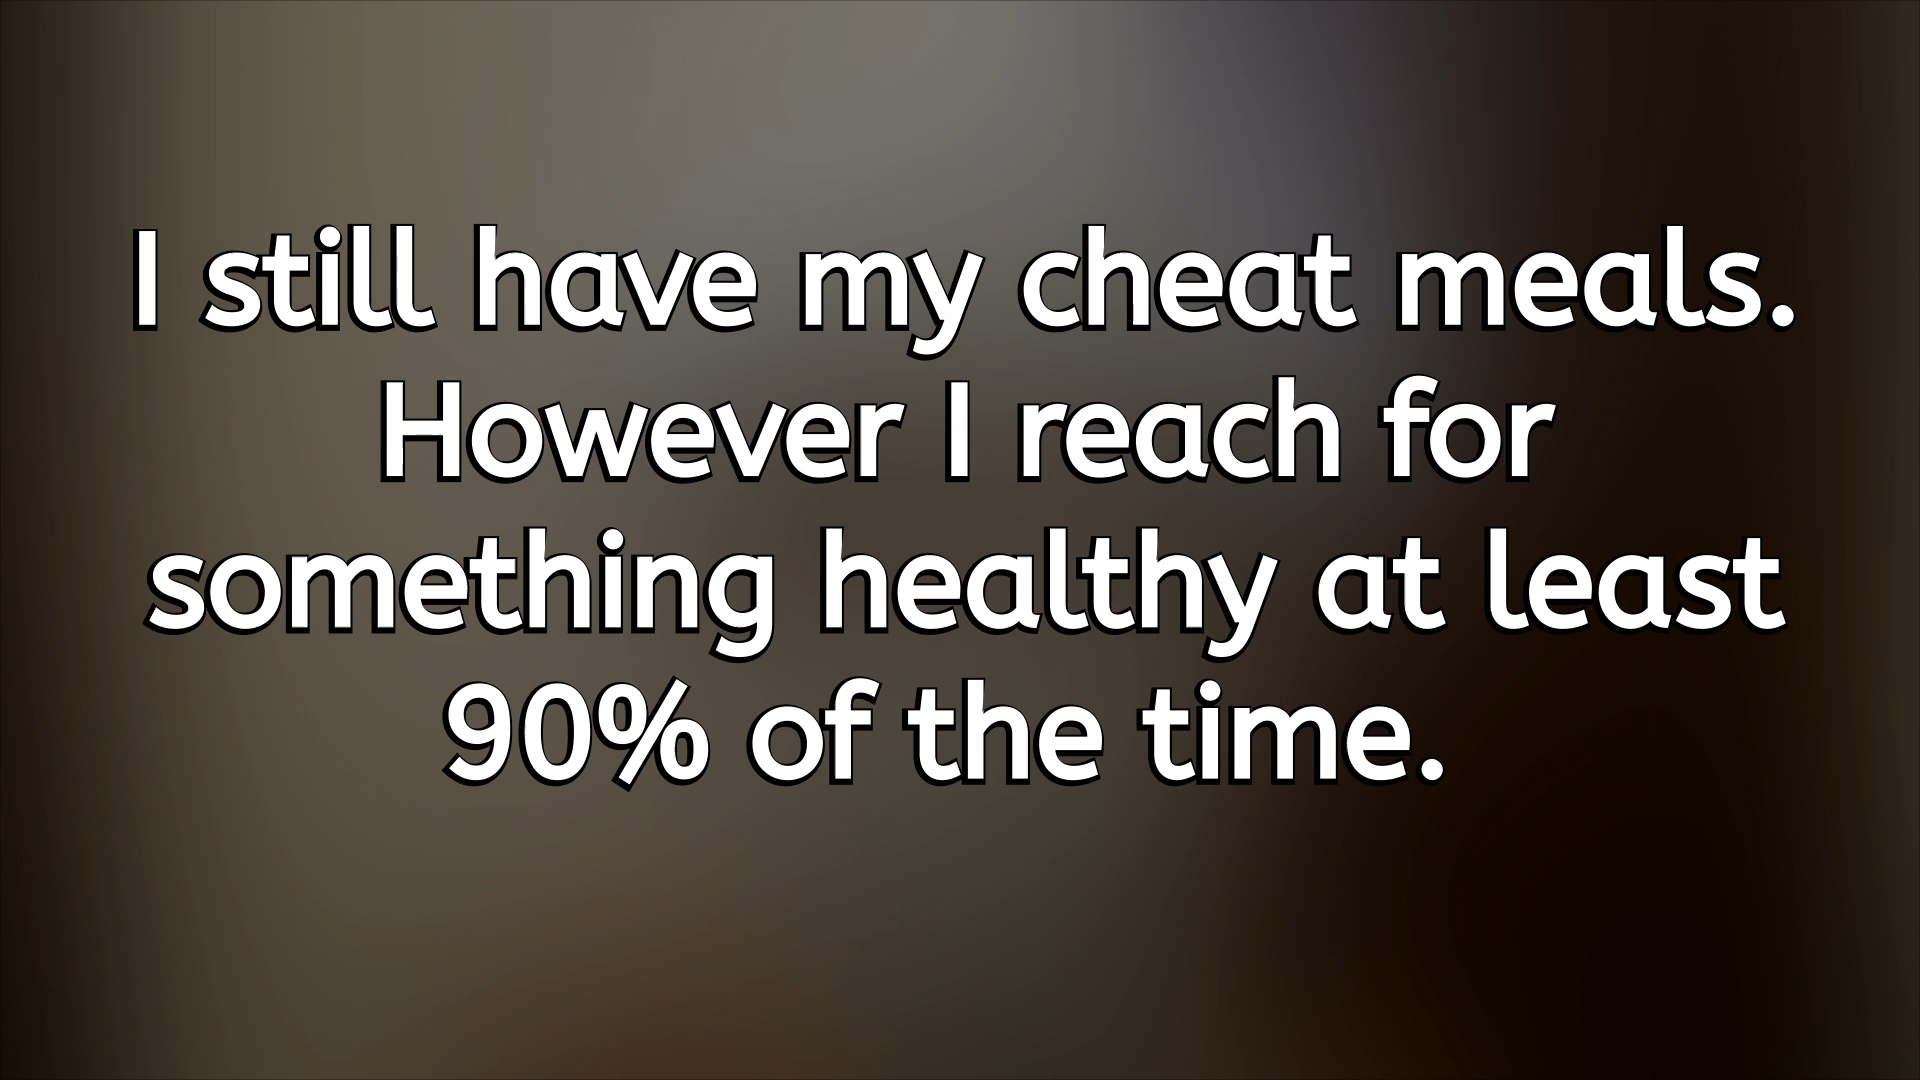 I still have my cheat meals.
However I reach for
something healthy at least
90% of the time.